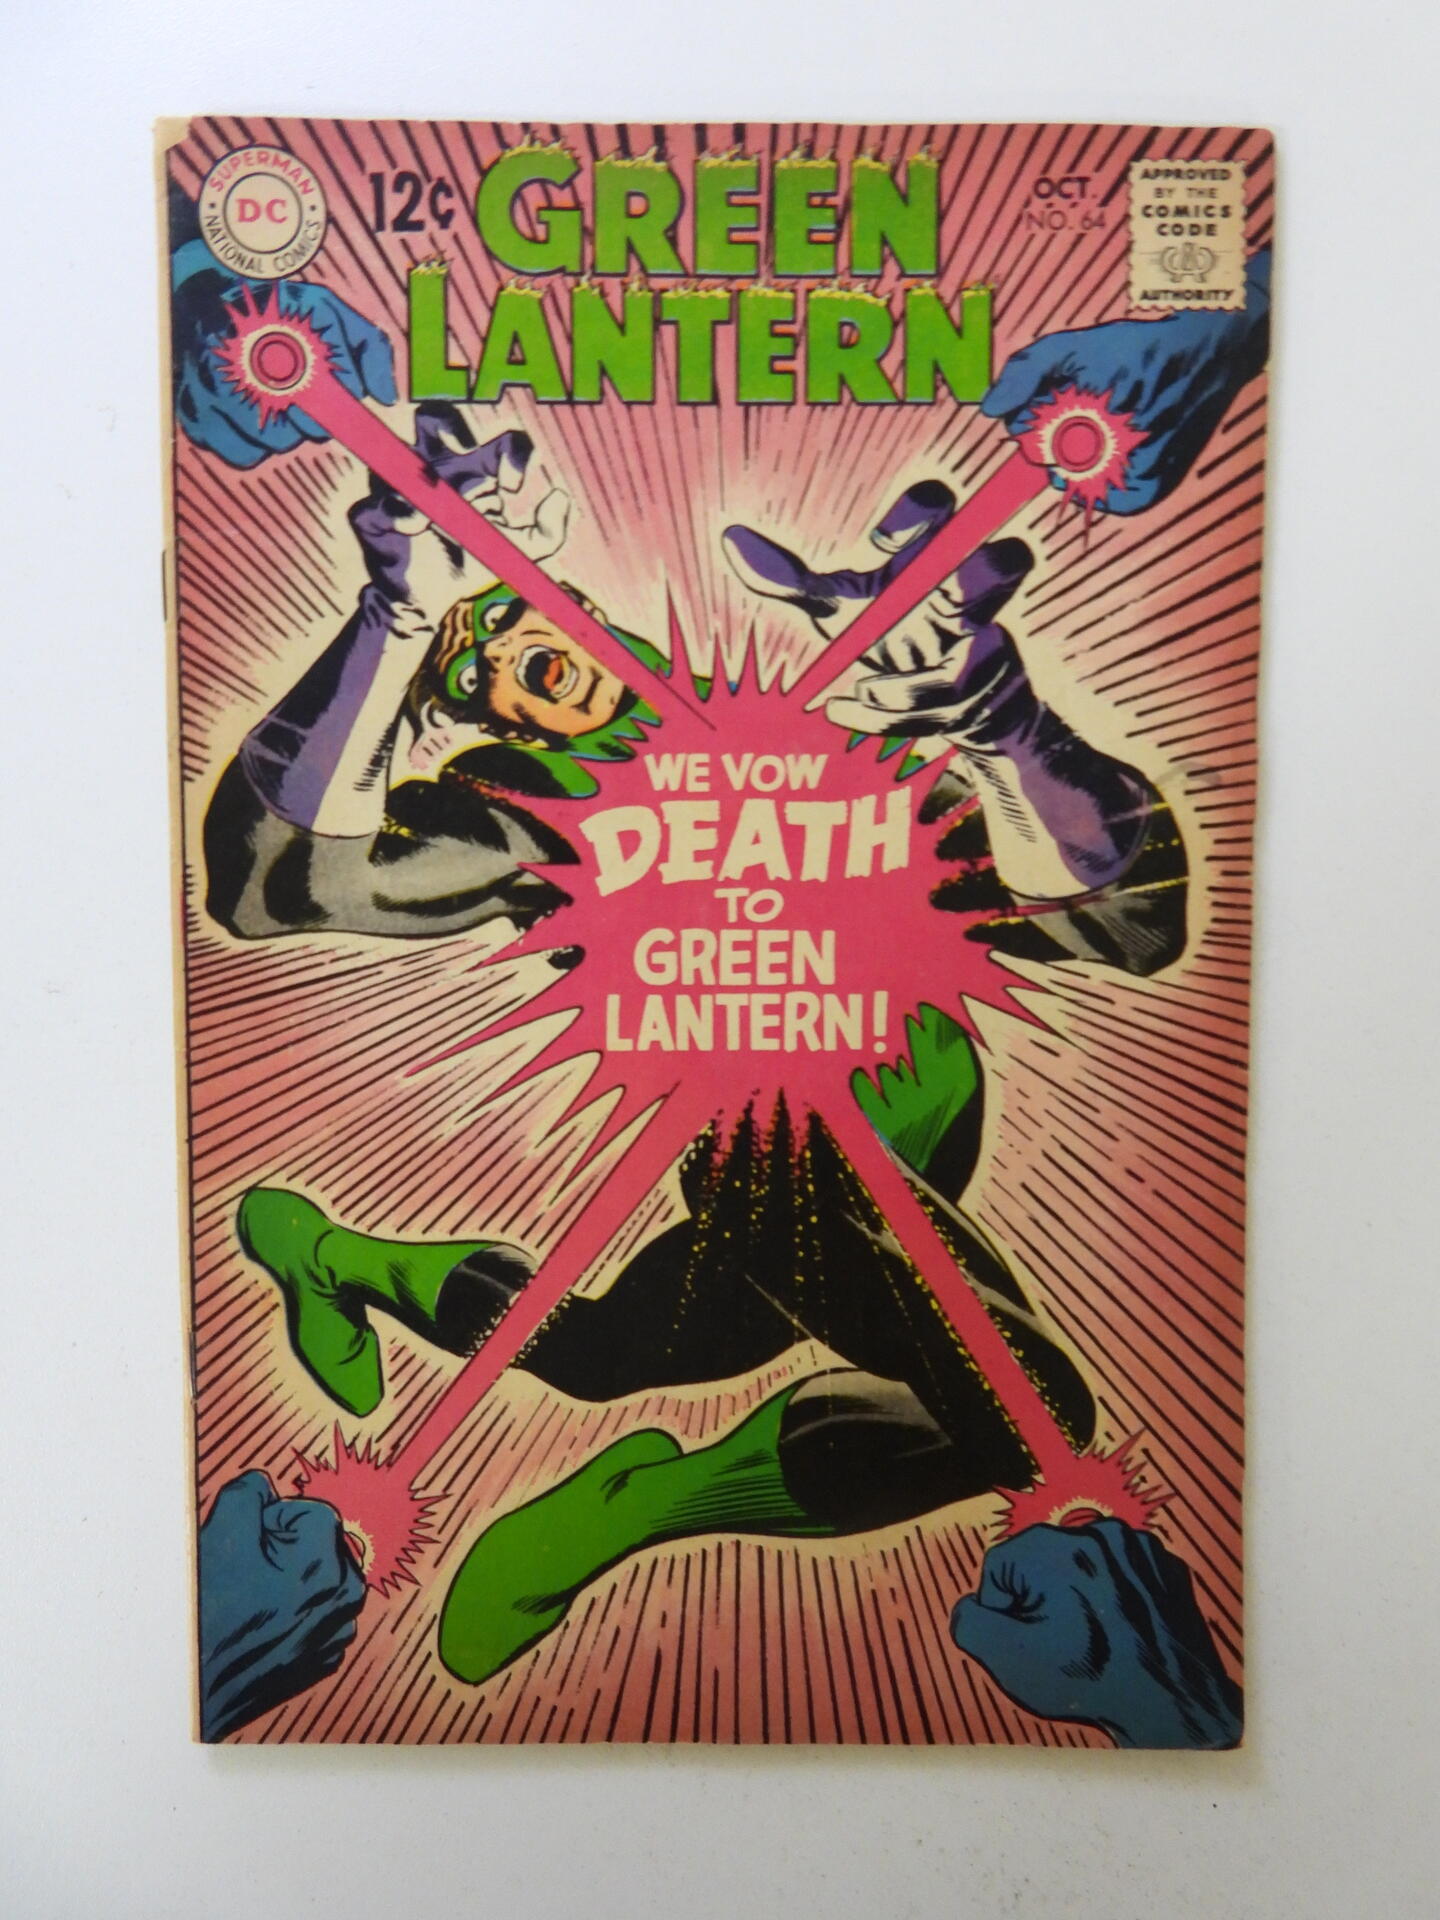 SUPERMAN
DC
NATIONAL COMICS
12¢
GREEN
LANTERN
OCT.
NO. 64
APPROVED
BY THE
COMICS
CODE
CA
AUTHORITY
WE VOW
DEATH
TO
GREEN
LANTERN!